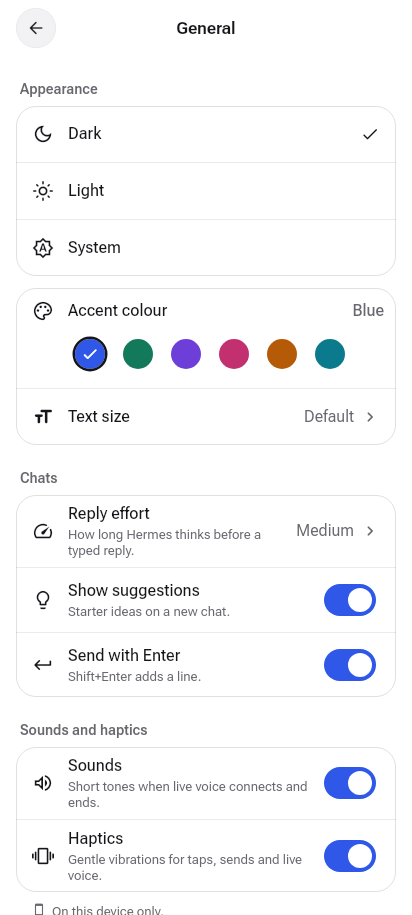 General
Appearance
Dark
Light
System
Accent colour
Blue
Text size
Default
Chats
Reply effort
How long Hermes thinks before a
typed reply.
Medium
Show suggestions
Starter ideas on a new chat.
Send with Enter
Shift+Enter adds a line.
Sounds and haptics
Sounds
Short tones when live voice connects and
ends.
Haptics
Gentle vibrations for taps, sends and live
voice.
On this device only.